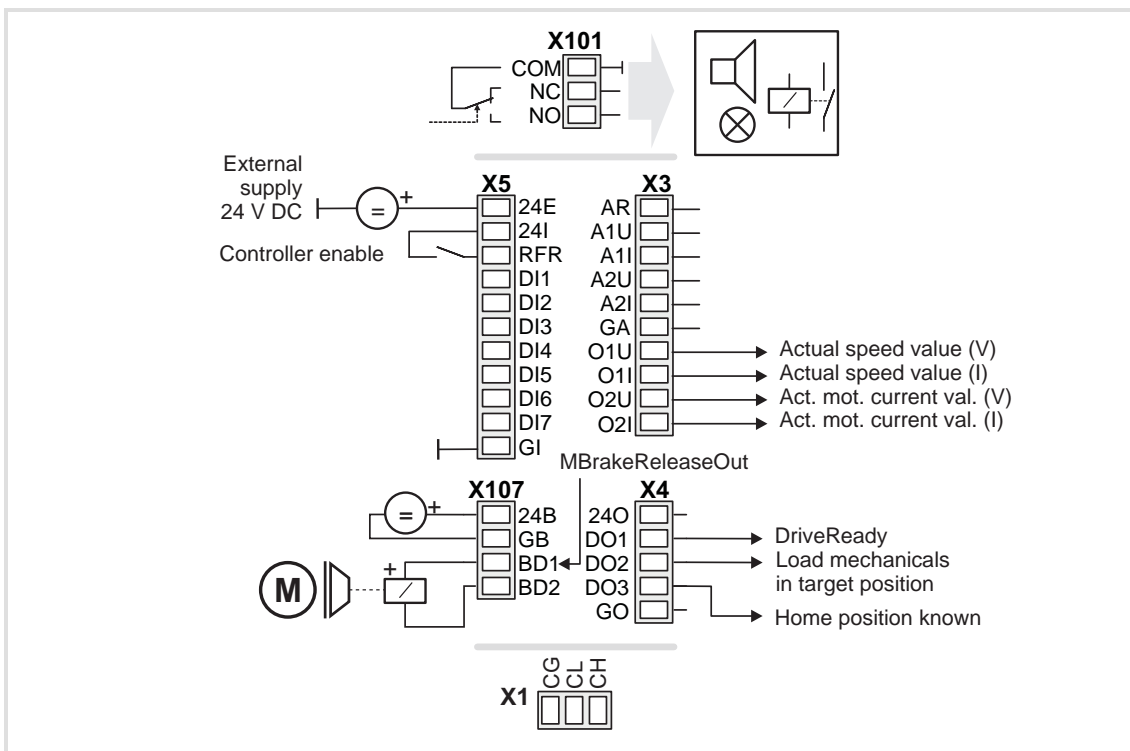 X101
COM
NC
NO
External
supply
24 V DC
+
=
Controller enable
X5
24E
24I
RFR
DI1
DI2
DI3
DI4
DI5
DI6
DI7
GI
X3
AR
A1U
A1I
A2U
A2I
GA
O1U
O1I
O2U
O2I
Actual speed value (V)
Actual speed value (I)
Act. mot. current val. (V)
Act. mot. current val. (I)
MBrakeReleaseOut
X107
=
+
24B
GB
BD1
BD2
M
+
X4
24O
DO1
DO2
DO3
GO
DriveReady
Load mechanicals
in target position
Home position known
X1
CG
CL
CH